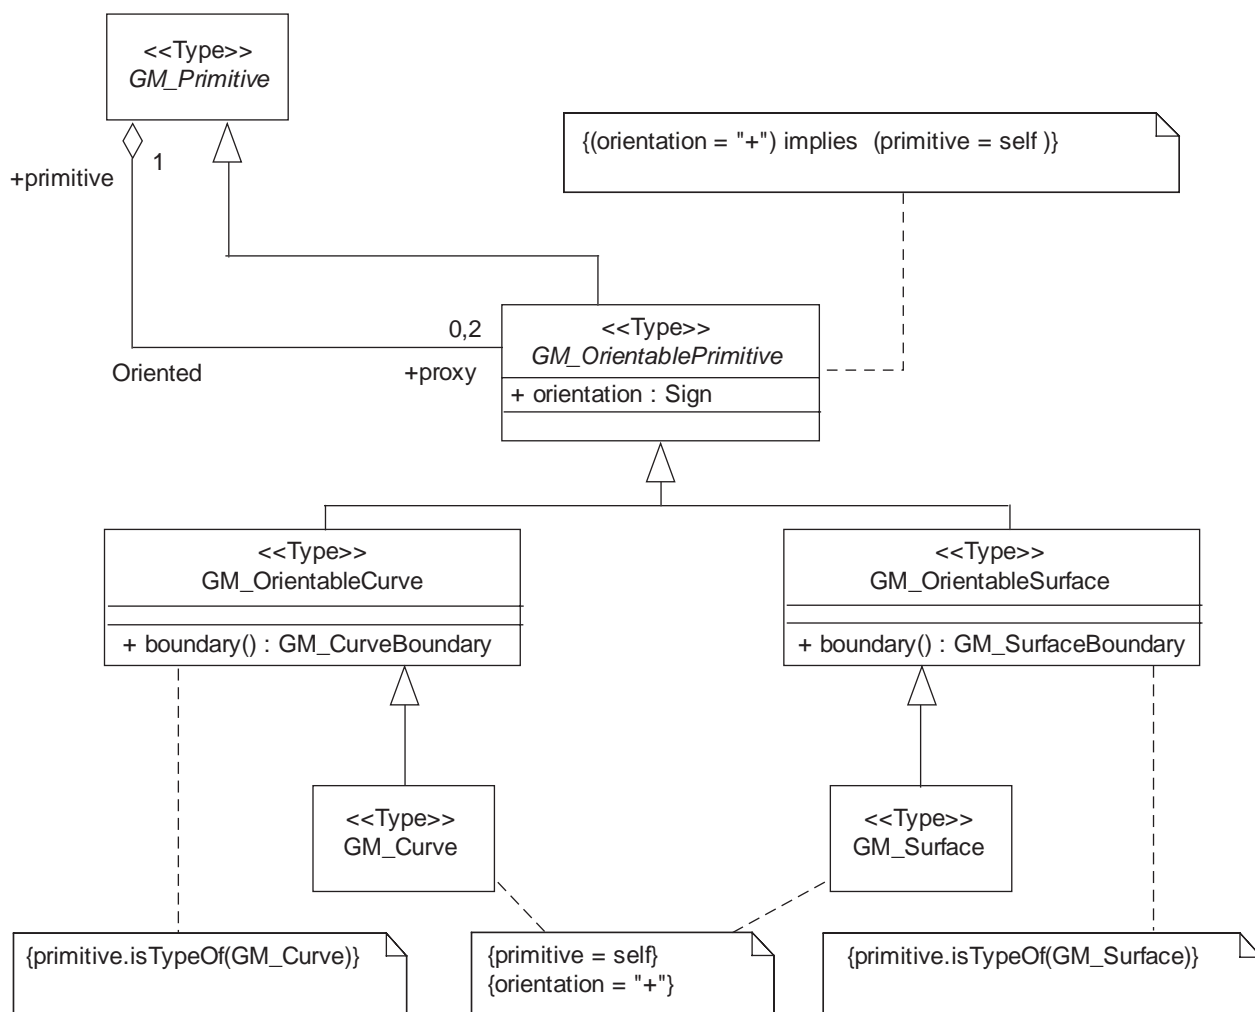 <<Type>>
GM_Primitive
{(orientation = "+") implies  (primitive = self )}
1
+primitive
0,2
<<Type>>
GM_OrientablePrimitive
Oriented
+proxy
+ orientation : Sign
<<Type>>
GM_OrientableCurve
+ boundary() : GM_CurveBoundary
<<Type>>
GM_OrientableSurface
+ boundary() : GM_SurfaceBoundary
<<Type>>
GM_Curve
<<Type>>
GM_Surface
{primitive.isTypeOf(GM_Curve)}
{primitive = self}
{orientation = "+"}
{primitive.isTypeOf(GM_Surface)}